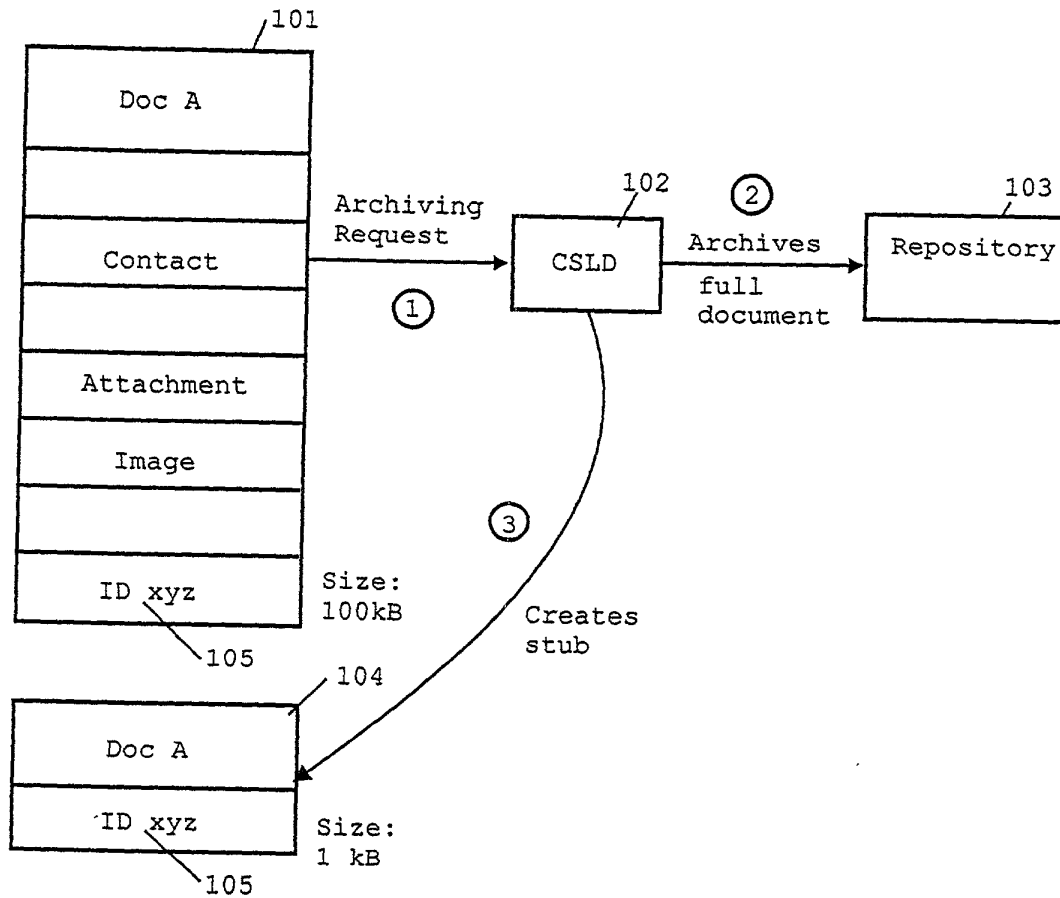 101
Doc A
Contact
Attachment
Image
ID xyz
Size:
100kB
105
Archiving
Request
1
102
CSLD
2
Archives
full
document
103
Repository
3
Creates
stub
104
Doc A
ID xyz
Size:
1 kB
105